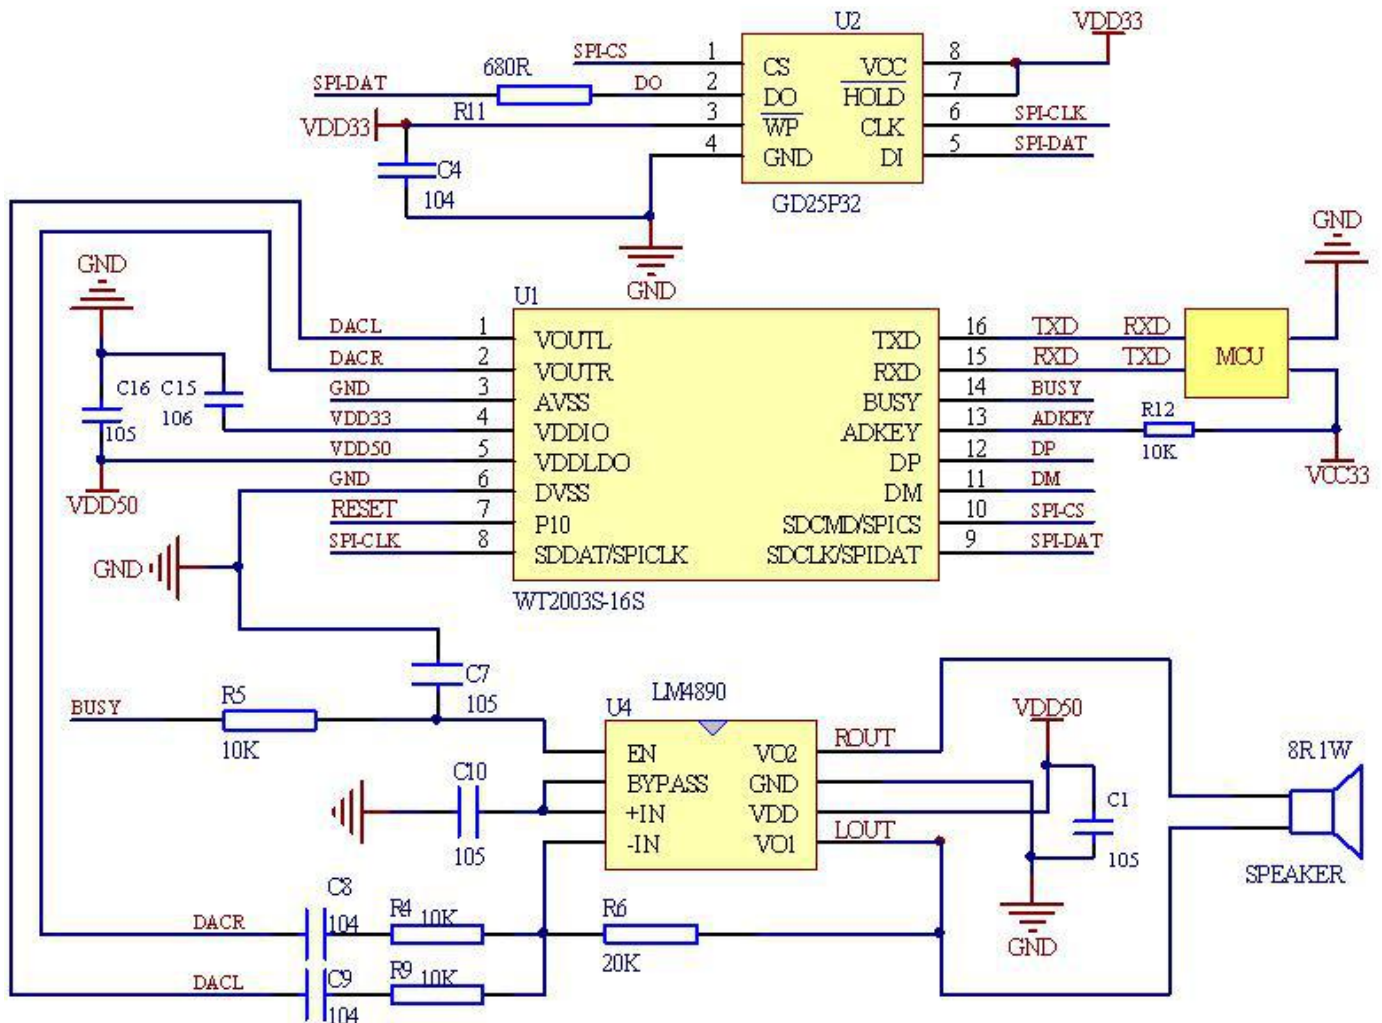 U2
VDD33
SPI-CS 1 CS VCC 8
680R
SPI-DAT DO 2 DO HOLD 7
R11
VDD33 3 WP CLK 6 SPI-CLK
4 GND DI 5 SPI-DAT
C4
104
GD25P32
GND
GND
GND
U1
DACL 1 VOUTL TXD 16 TXD RXD
DACR 2 VOUTR RXD 15 RXD TXD
MCU
GND 3 AVSS BUSY 14 BUSY
C16 C15
105 106
VDD33 4 VDDIO ADKEY 13 ADKEY
R12
10K
VDD50 5 VDDLDO DP 12 DP
VCC33
VDD50
GND 6 DVSS DM 11 DM
RESET 7 P10 SDCMD/SPICS 10 SPI-CS
SPI-CLK 8 SDDAT/SPICLK SDCLK/SPIDAT 9 SPI-DAT
GND
WT2003S-16S
C7
105
LM4890
U4
BUSY
R5
10K
VDD50
EN VO2 ROUT
8R1W
C10
105
BYPASS GND
+IN VDD
C1
105
-IN VO1 LOUT
SPEAKER
GND
C8
104
DACR
R4 10K
R6
20K
DACL
C9
104
R9 10K